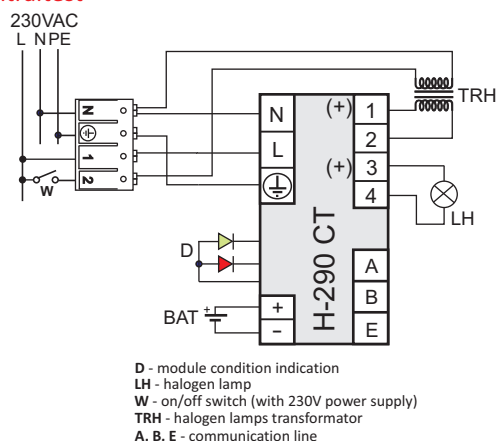 230VAC
L N PE
N
1
2
W
N
L
(+) 1
2
(+) 3
4
TRH
LH
D
H-290 CT
A
B
E
BAT
+
+
−
D - module condition indication
LH - halogen lamp
W - on/off switch (with 230V power supply)
TRH - halogen lamps transformator
A, B, E - communication line